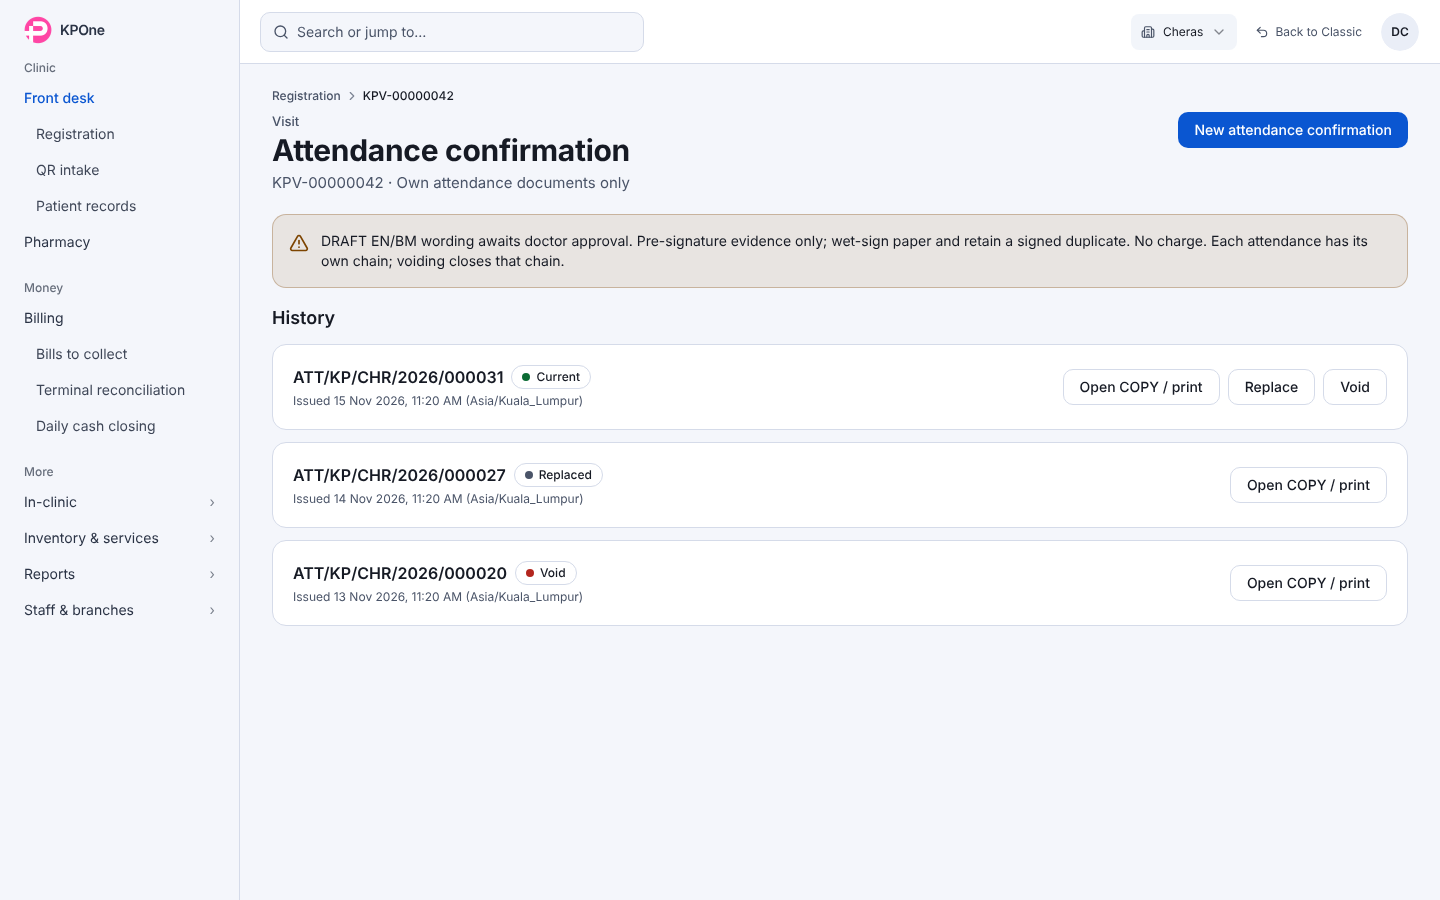 KPOne
Clinic
Front desk
Registration
QR intake
Patient records
Pharmacy
Money
Billing
Bills to collect
Terminal reconciliation
Daily cash closing
More
In-clinic
Inventory & services
Reports
Staff & branches
Search or jump to...
Cheras
Back to Classic
DC
Registration > KPV-00000042
Visit
Attendance confirmation
KPV-00000042 · Own attendance documents only
New attendance confirmation
DRAFT EN/BM wording awaits doctor approval. Pre-signature evidence only; wet-sign paper and retain a signed duplicate. No charge. Each attendance has its
own chain; voiding closes that chain.
History
ATT/KP/CHR/2026/000031 Current
Issued 15 Nov 2026, 11:20 AM (Asia/Kuala_Lumpur)
Open COPY / print Replace Void
ATT/KP/CHR/2026/000027 Replaced
Issued 14 Nov 2026, 11:20 AM (Asia/Kuala_Lumpur)
Open COPY / print
ATT/KP/CHR/2026/000020 Void
Issued 13 Nov 2026, 11:20 AM (Asia/Kuala_Lumpur)
Open COPY / print